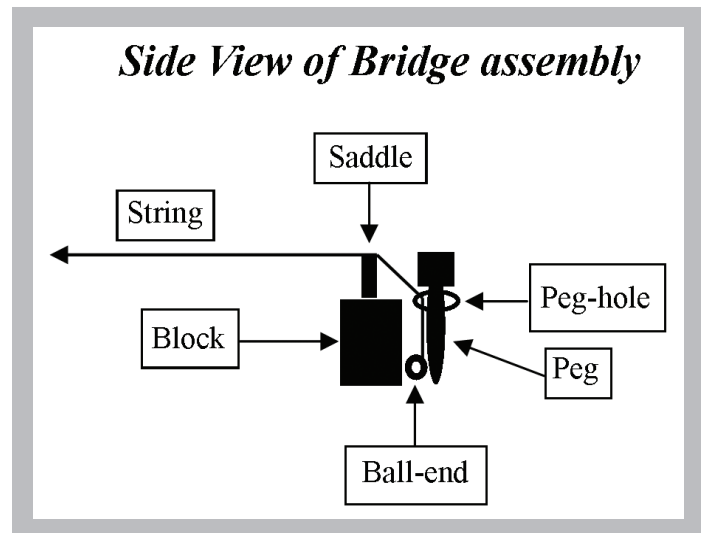 Side View of Bridge assembly
Saddle
String
Peg-hole
Block
Peg
Ball-end